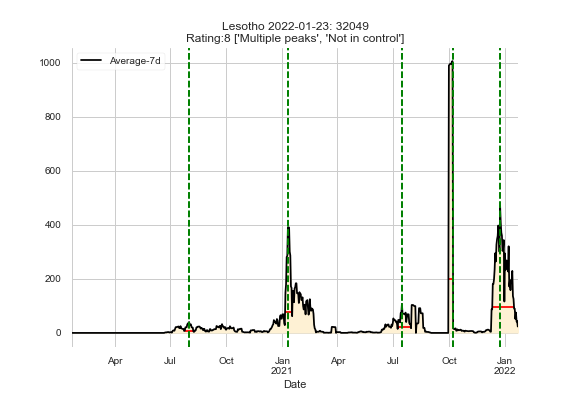 Lesotho 2022-01-23: 32049
Rating:8 ['Multiple peaks', 'Not in control']
Average-7d
1000
800
600
400
200
0
Apr Jul Oct Jan Apr Jul Oct Jan
2021 2022
Date